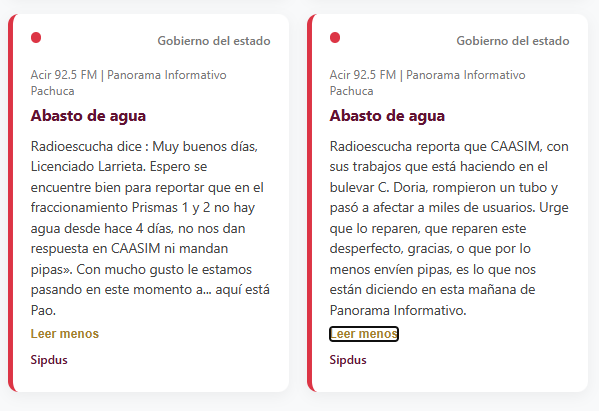 Gobierno del estado
Acir 92.5 FM | Panorama Informativo
Pachuca
Abasto de agua
Radioescucha dice : Muy buenos días,
Licenciado Larrieta. Espero se
encuentre bien para reportar que en el
fraccionamiento Prismas 1 y 2 no hay
agua desde hace 4 días, no nos dan
respuesta en CAASIM ni mandan
pipas». Con mucho gusto le estamos
pasando en este momento a... aquí está
Pao.
Leer menos
Sipdus
Gobierno del estado
Acir 92.5 FM | Panorama Informativo
Pachuca
Abasto de agua
Radioescucha reporta que CAASIM, con
sus trabajos que está haciendo en el
bulevar C. Doria, rompieron un tubo y
pasó a afectar a miles de usuarios. Urge
que lo reparen, que reparen este
desperfecto, gracias, o que por lo
menos envíen pipas, es lo que nos
están diciendo en esta mañana de
Panorama Informativo.
Leer menos
Sipdus